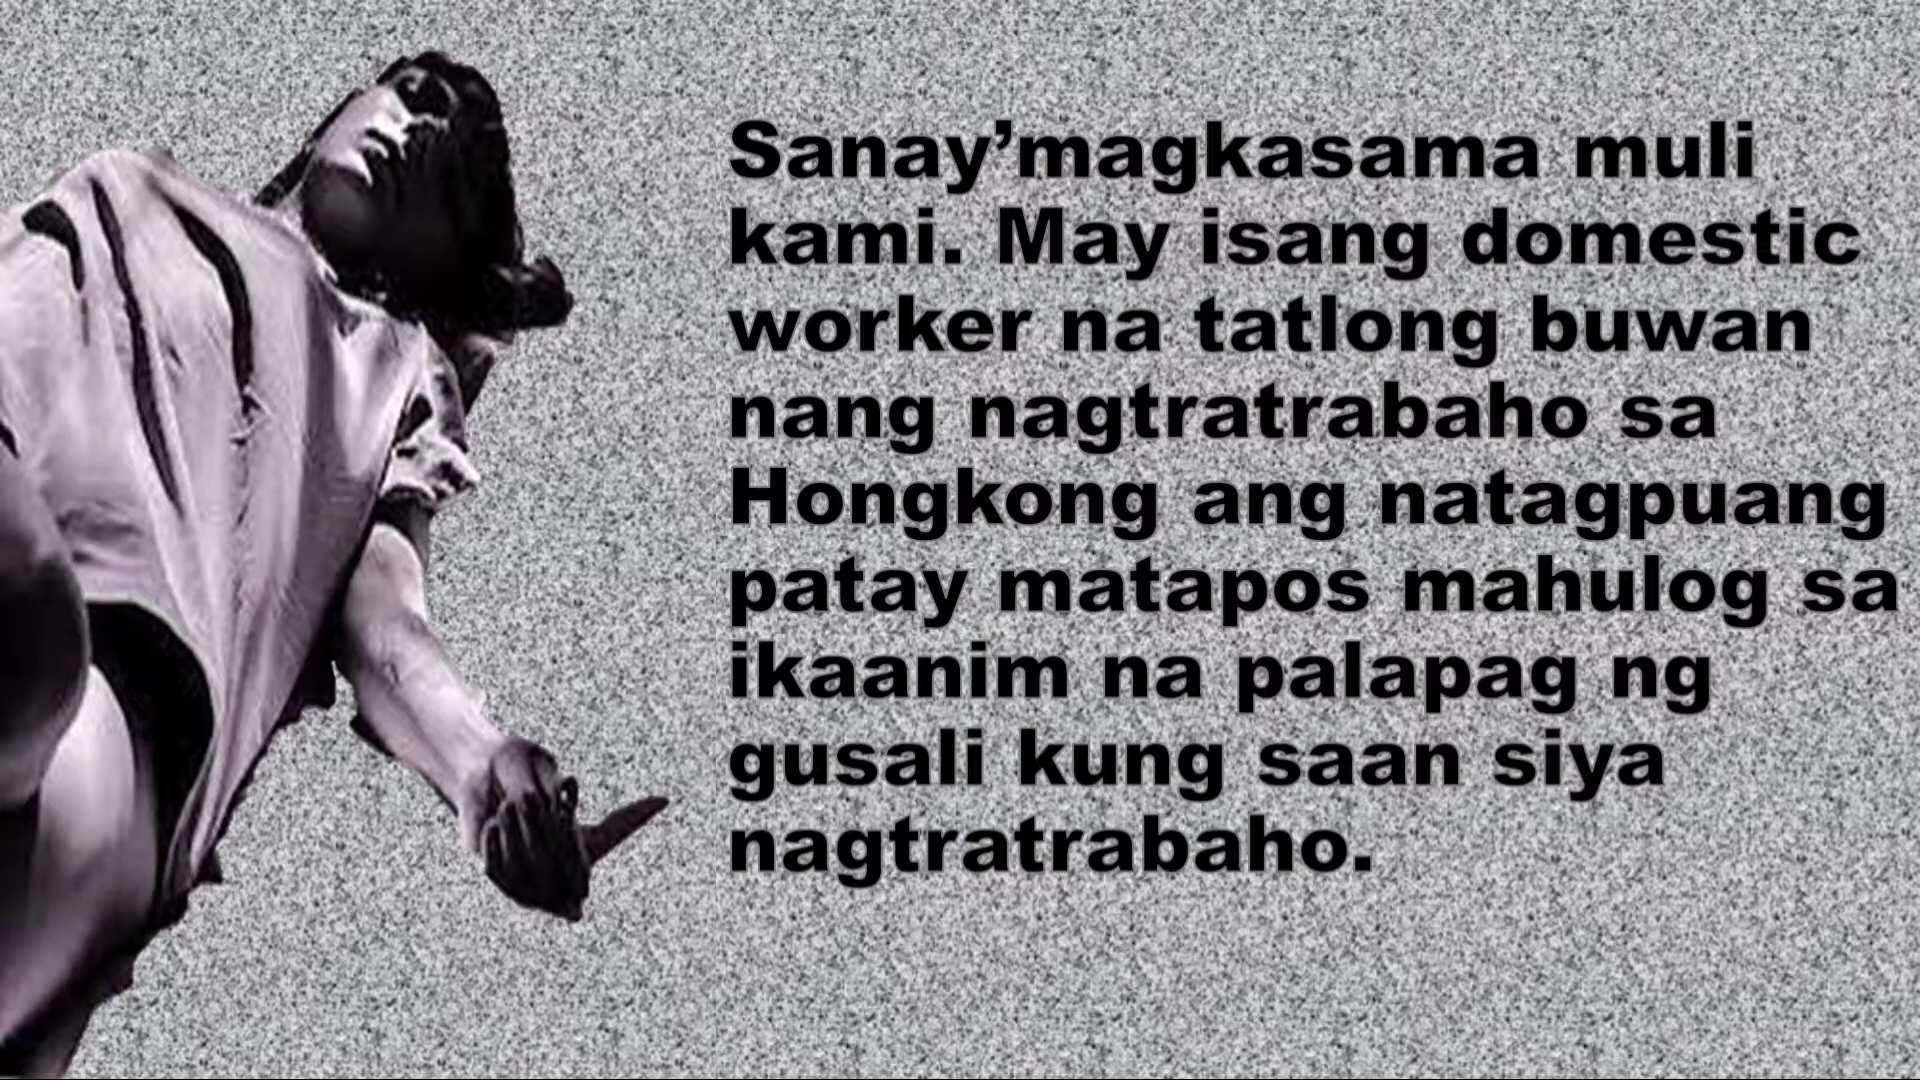 Sanay’magkasama muli
kami. May isang domestic
worker na tatlong buwan
nang nagtratrabaho sa
Hongkong ang natagpuang
patay matapos mahulog sa
ikaanim na palapag ng
gusali kung saan siya
nagtratrabaho.